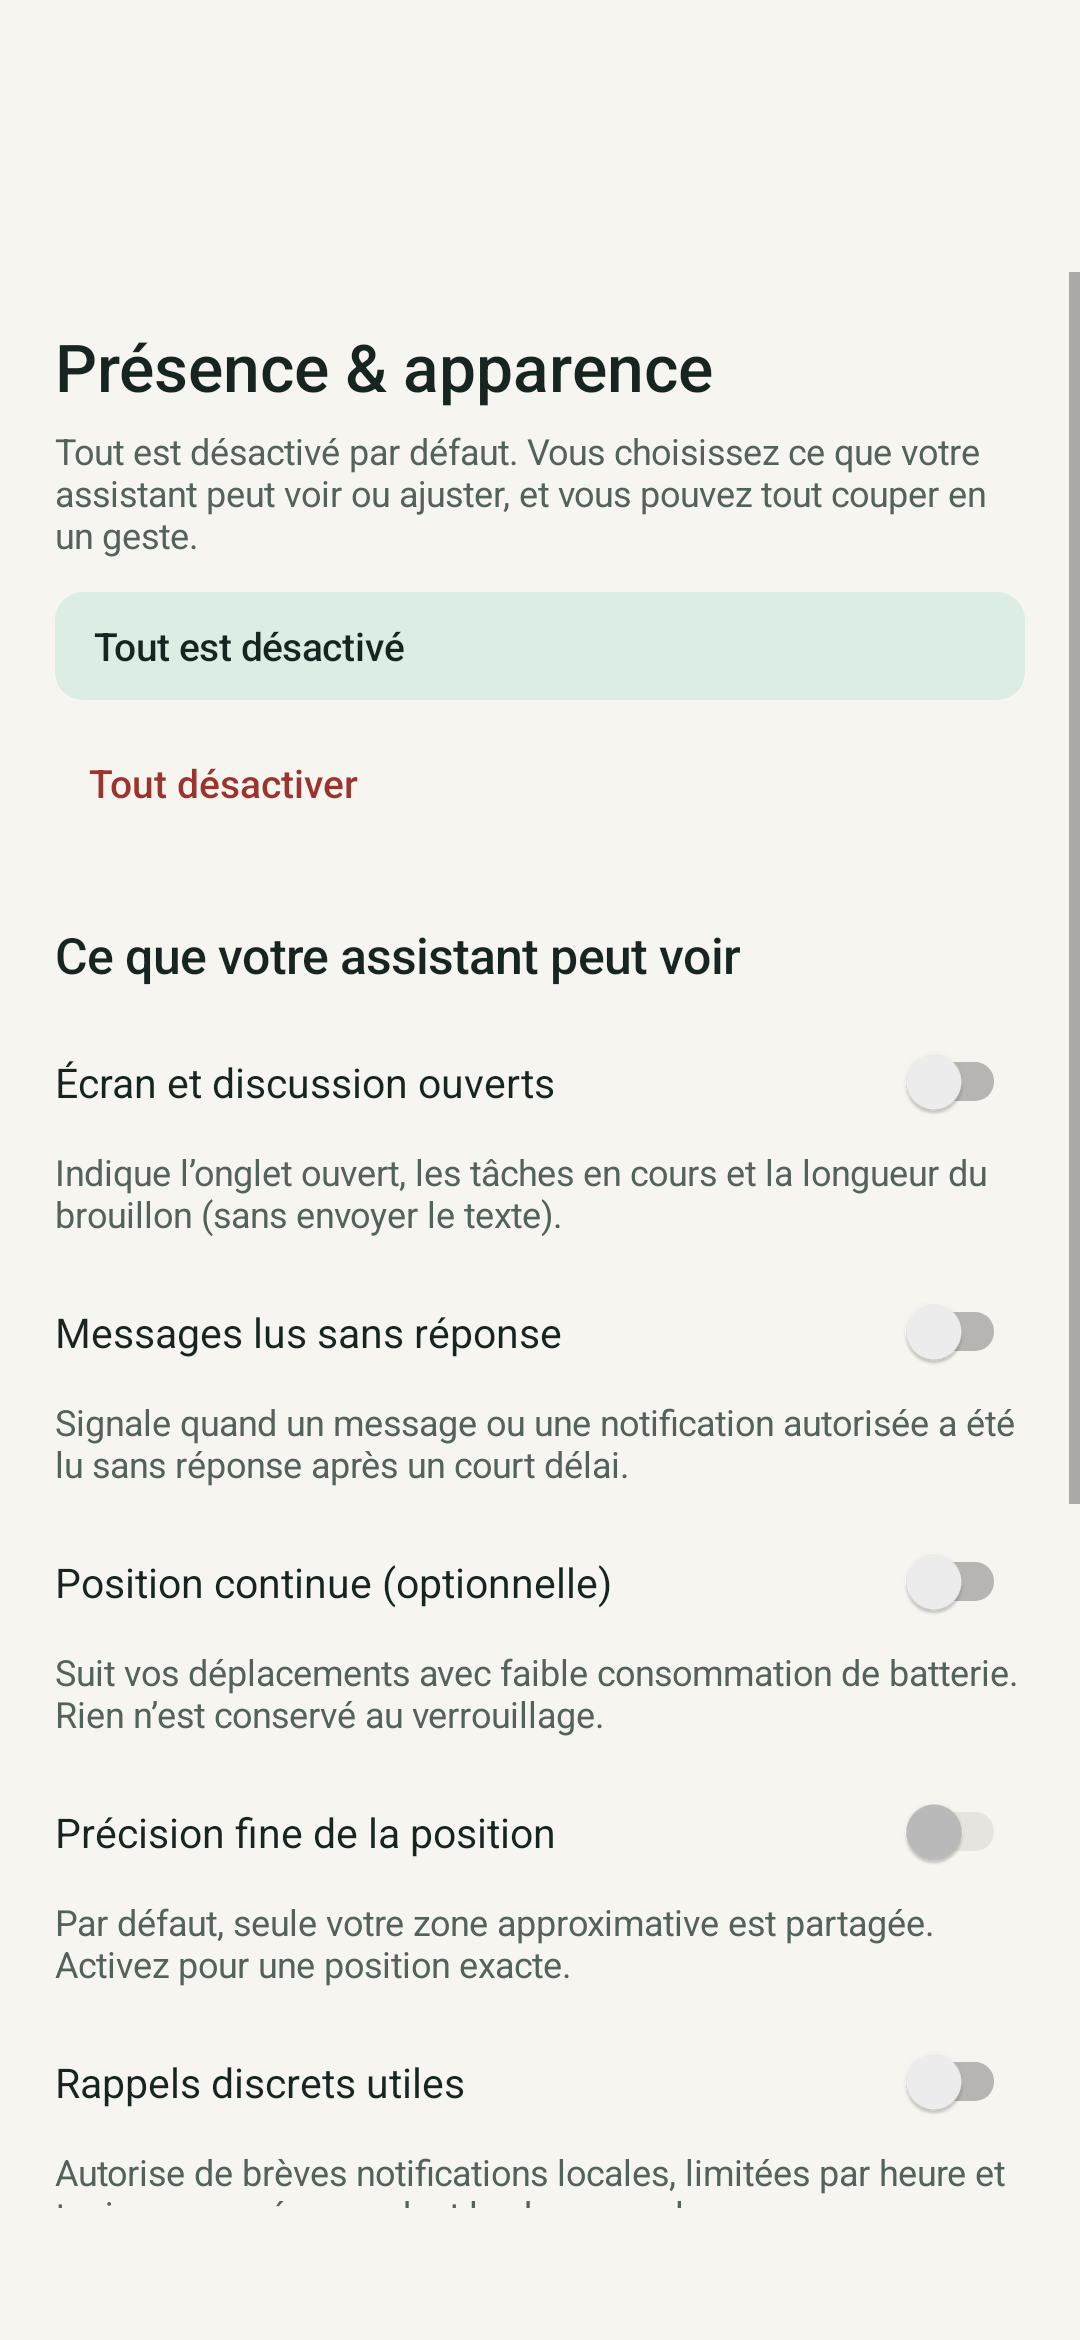 Présence & apparence
Tout est désactivé par défaut. Vous choisissez ce que votre
assistant peut voir ou ajuster, et vous pouvez tout couper en
un geste.
Tout est désactivé
Tout désactiver
Ce que votre assistant peut voir
Écran et discussion ouverts
Indique l’onglet ouvert, les tâches en cours et la longueur du
brouillon (sans envoyer le texte).
Messages lus sans réponse
Signale quand un message ou une notification autorisée a été
lu sans réponse après un court délai.
Position continue (optionnelle)
Suit vos déplacements avec faible consommation de batterie.
Rien n’est conservé au verrouillage.
Précision fine de la position
Par défaut, seule votre zone approximative est partagée.
Activez pour une position exacte.
Rappels discrets utiles
Autorise de brèves notifications locales, limitées par heure et